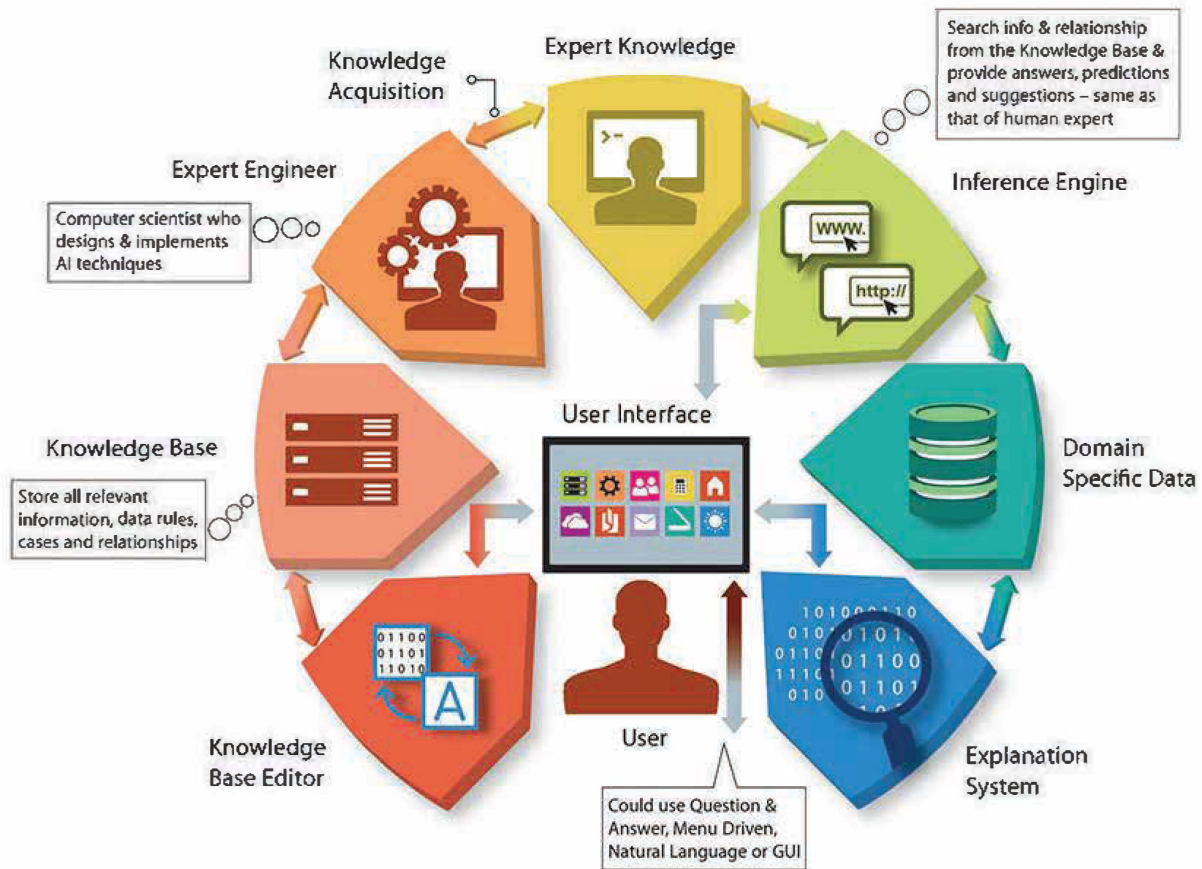 Expert Knowledge
Knowledge
Acquisition
Search info & relationship
from the Knowledge Base &
provide answers, predictions
and suggestions – same as
that of human expert
Expert Engineer
Computer scientist who
designs & implements
AI techniques
>-
Inference Engine
www.
http://
User Interface
Knowledge Base
Store all relevant
information, data rules,
cases and relationships
Domain
Specific Data
01100
01101
11010
A
Knowledge
Base Editor
User
Could use Question &
Answer, Menu Driven,
Natural Language or GUI
Explanation
System